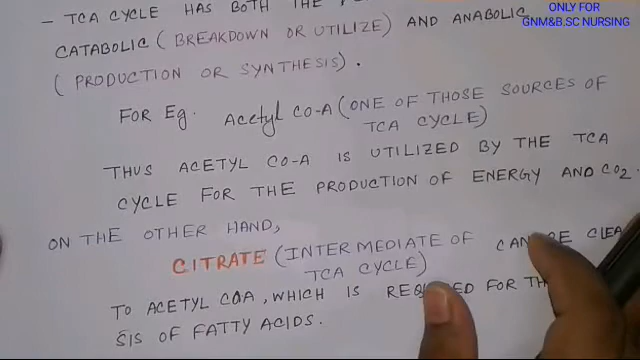 ONLY FOR
GNM&B.SC NURSING
- TCA CYCLE HAS BOTH THE
CATABOLIC (BREAKDOWN OR UTILIZE) AND ANABOLIC
(PRODUCTION OR SYNTHESIS).
FOR Eg. Acetyl CO-A (ONE OF THOSE SOURCES OF
TCA CYCLE)
THUS ACETYL CO-A IS UTILIZED BY THE TCA
CYCLE FOR THE PRODUCTION OF ENERGY AND CO2.
ON THE OTHER HAND,
CITRATE (INTERMEDIATE OF CAN BE CLEA
TCA CYCLE)
TO ACETYL COA, WHICH IS FOR TH
SIS OF FATTY ACIDS.